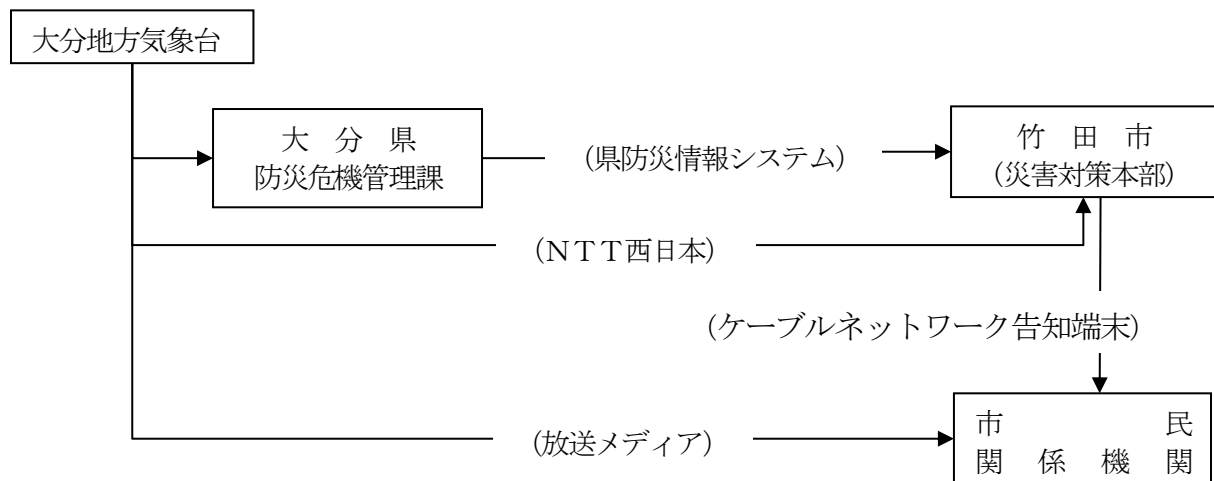 大分地方気象台
大　分　県
防災危機管理課
（県防災情報システム）
竹　田　市
（災害対策本部）
（ＮＴＴ西日本）
（ケーブルネットワーク告知端末）
（放送メディア）
市　　　　　民
関　係　機　関